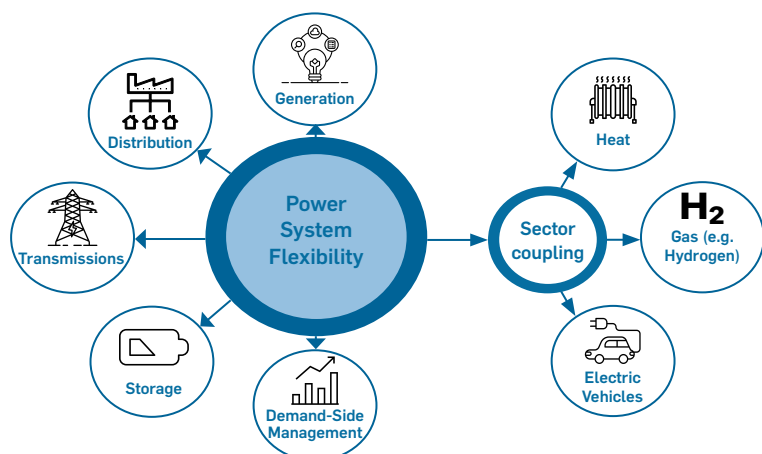 Generation
Distribution
Heat
Power
System
Flexibility
H₂
Gas (e.g.
Hydrogen)
Sector
coupling
Transmissions
Storage
Electric
Vehicles
Demand-Side
Management